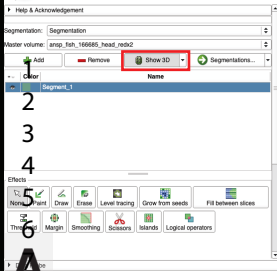 Help & Acknowledgement
Segmentation: Segmentation
Master volume: ansp_fish_166685_head_redx2
Add Remove Show 3D Segmentations...
1 Color Name
Segment_1
2
3
4
Effects
5
None Paint Draw Erase Level tracing Grow from seeds Fill between slices
6
Threshold Margin Smoothing Scissors Islands Logical operators